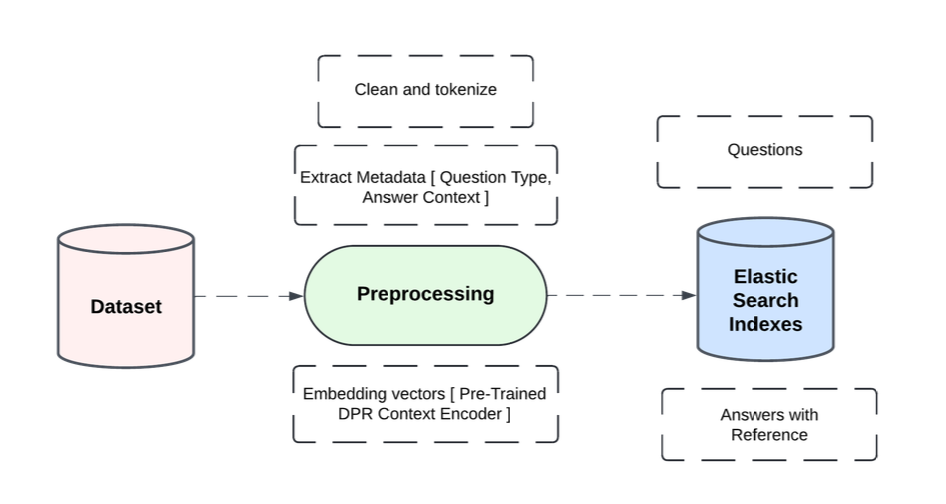 Clean and tokenize
Extract Metadata [ Question Type,
Answer Context ]
Questions
Dataset
Preprocessing
Elastic
Search
Indexes
Embedding vectors [ Pre-Trained
DPR Context Encoder ]
Answers with
Reference